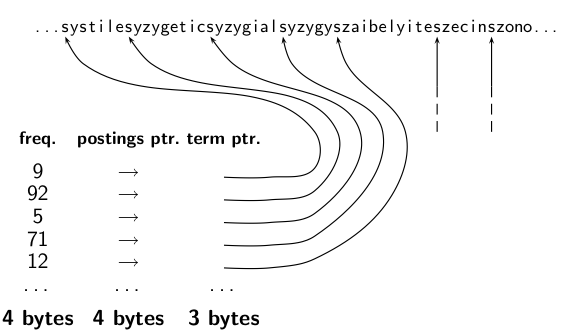 ...systilesyzygeticsyzygialsyzygyszaibelyiteszecinszono...
freq. postings ptr. term ptr.
9 →
92 →
5 →
71 →
12 →
... ... ...
4 bytes 4 bytes 3 bytes